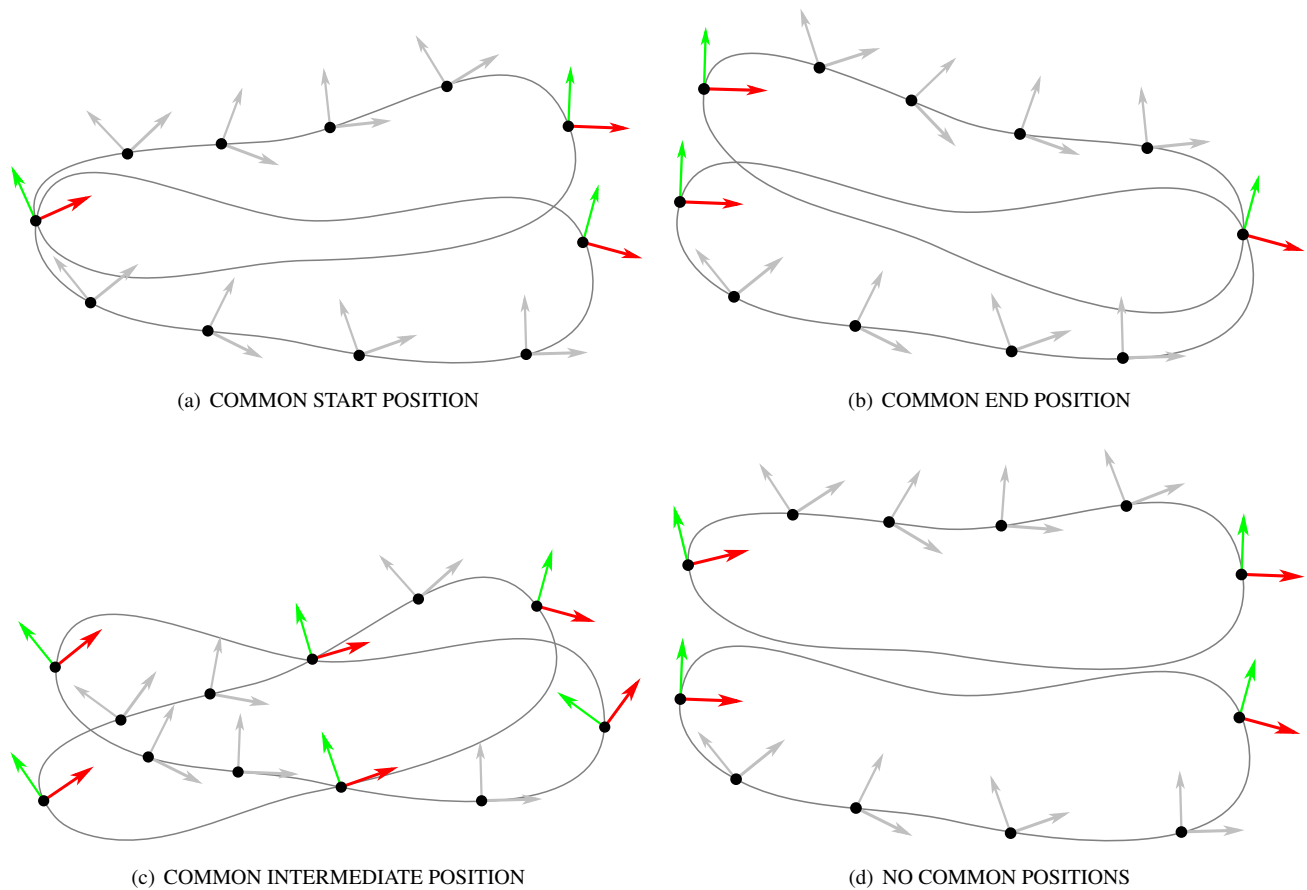 (a) COMMON START POSITION
(b) COMMON END POSITION
(c) COMMON INTERMEDIATE POSITION
(d) NO COMMON POSITIONS